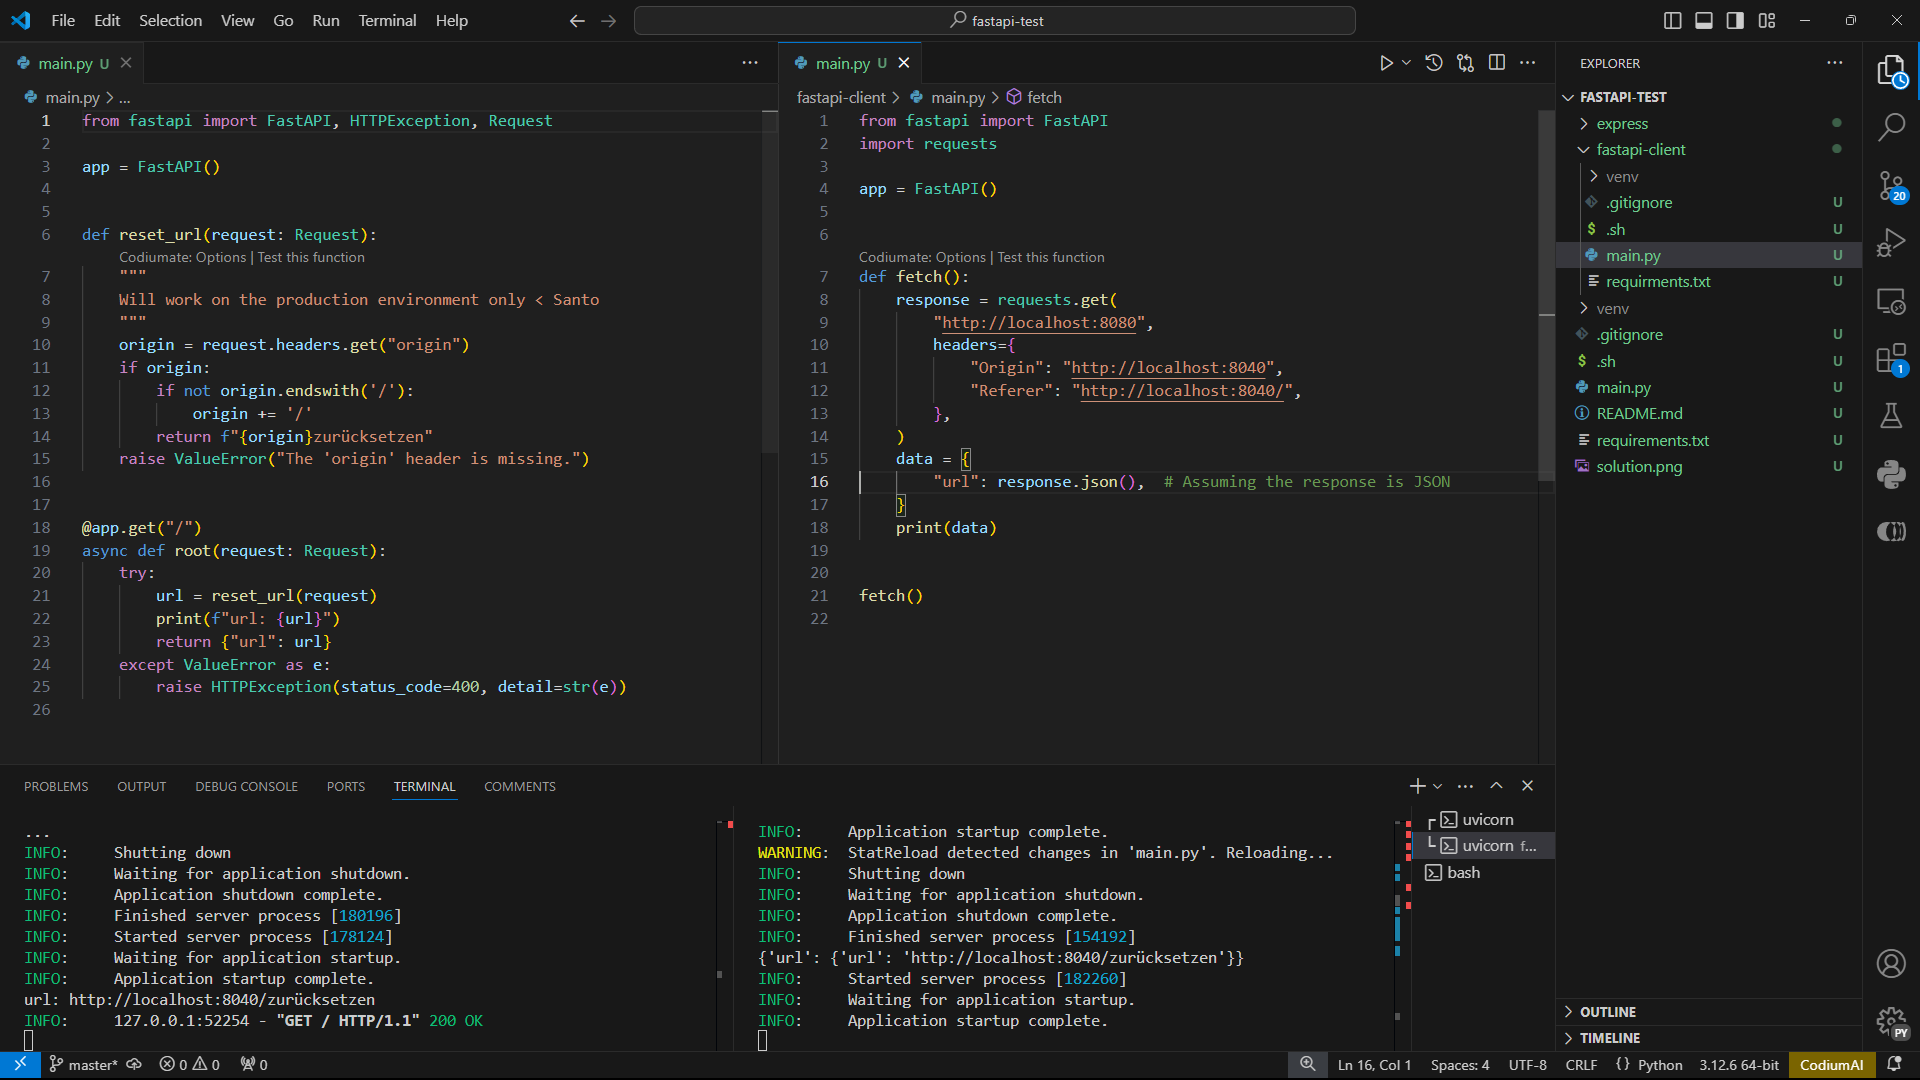 File Edit Selection View Go Run Terminal Help
fastapi-test
main.py U
main.py > ...
1 from fastapi import FastAPI, HTTPException, Request
2
3 app = FastAPI()
4
5
6 def reset_url(request: Request):
Codiumate: Options | Test this function
7 """
8 Will work on the production environment only < Santo
9 """
10 origin = request.headers.get("origin")
11 if origin:
12 if not origin.endswith('/'):
13 origin += '/'
14 return f"{origin}zurücksetzen"
15 raise ValueError("The 'origin' header is missing.")
16
17
18 @app.get("/")
19 async def root(request: Request):
20 try:
21 url = reset_url(request)
22 print(f"url: {url}")
23 return {"url": url}
24 except ValueError as e:
25 raise HTTPException(status_code=400, detail=str(e))
26
main.py U
fastapi-client > main.py > fetch
1 from fastapi import FastAPI
2 import requests
3
4 app = FastAPI()
5
6
Codiumate: Options | Test this function
7 def fetch():
8 response = requests.get(
9 "http://localhost:8080",
10 headers={
11 "Origin": "http://localhost:8040",
12 "Referer": "http://localhost:8040/",
13 },
14 )
15 data = {
16 "url": response.json(), # Assuming the response is JSON
17 }
18 print(data)
19
20
21 fetch()
22
EXPLORER
FASTAPI-TEST
express
fastapi-client
venv
.gitignore U
.sh U
main.py U
requirments.txt U
venv
.gitignore U
.sh U
main.py U
README.md U
requirements.txt U
solution.png U
OUTLINE
TIMELINE
20
1
PY
PROBLEMS OUTPUT DEBUG CONSOLE PORTS TERMINAL COMMENTS
...
INFO: Shutting down
INFO: Waiting for application shutdown.
INFO: Application shutdown complete.
INFO: Finished server process [180196]
INFO: Started server process [178124]
INFO: Waiting for application startup.
INFO: Application startup complete.
url: http://localhost:8040/zurücksetzen
INFO: 127.0.0.1:52254 - "GET / HTTP/1.1" 200 OK
INFO: Application startup complete.
WARNING: StatReload detected changes in 'main.py'. Reloading...
INFO: Shutting down
INFO: Waiting for application shutdown.
INFO: Application shutdown complete.
INFO: Finished server process [154192]
{'url': {'url': 'http://localhost:8040/zurücksetzen'}}
INFO: Started server process [182260]
INFO: Waiting for application startup.
INFO: Application startup complete.
uvicorn
uvicorn f...
bash
master* 0 0 0
Ln 16, Col 1 Spaces: 4 UTF-8 CRLF {} Python 3.12.6 64-bit CodiumAI